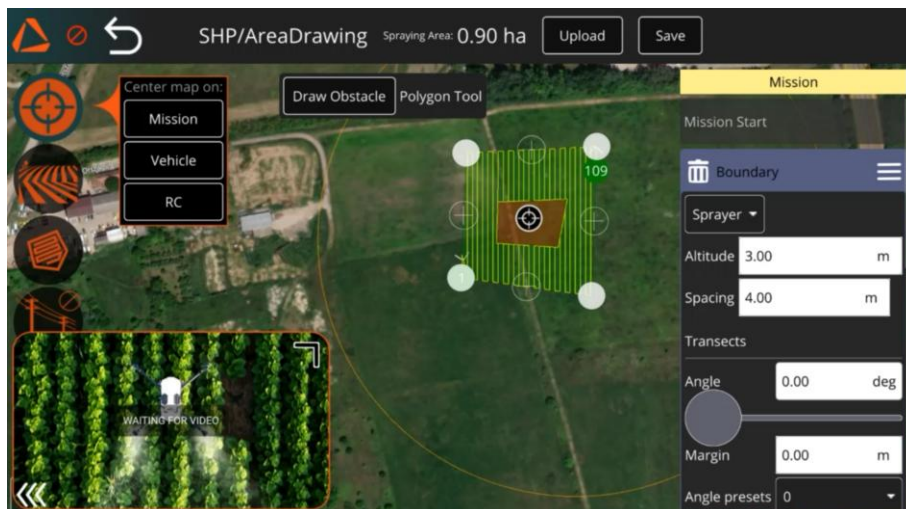 SHP/AreaDrawing Spraying Area: 0.90 ha Upload Save
Center map on:
Mission
Vehicle
RC
Draw Obstacle Polygon Tool
109
1
WAITING FOR VIDEO
Mission
Mission Start
Boundary
Sprayer
Altitude 3.00 m
Spacing 4.00 m
Transects
Angle 0.00 deg
Margin 0.00 m
Angle presets 0